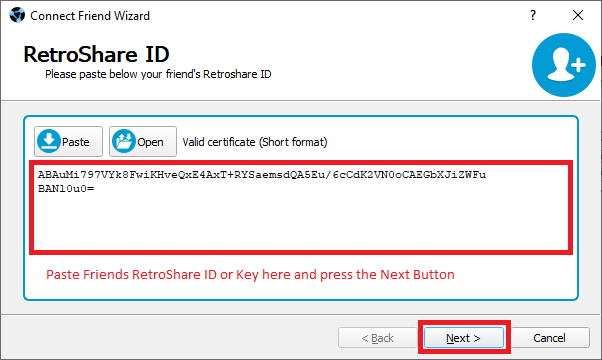 Connect Friend Wizard
?
RetroShare ID
Please paste below your friend's Retroshare ID
Paste
Open
Valid certificate (Short format)
ABAuMi797VYk8FwiKHveQxE4AxT+RYSaemsdQA5Eu/6cCdK2VN0oCAEGbXJiZWFu
BANl0u0=
Paste Friends RetroShare ID or Key here and press the Next Button
< Back
Next >
Cancel